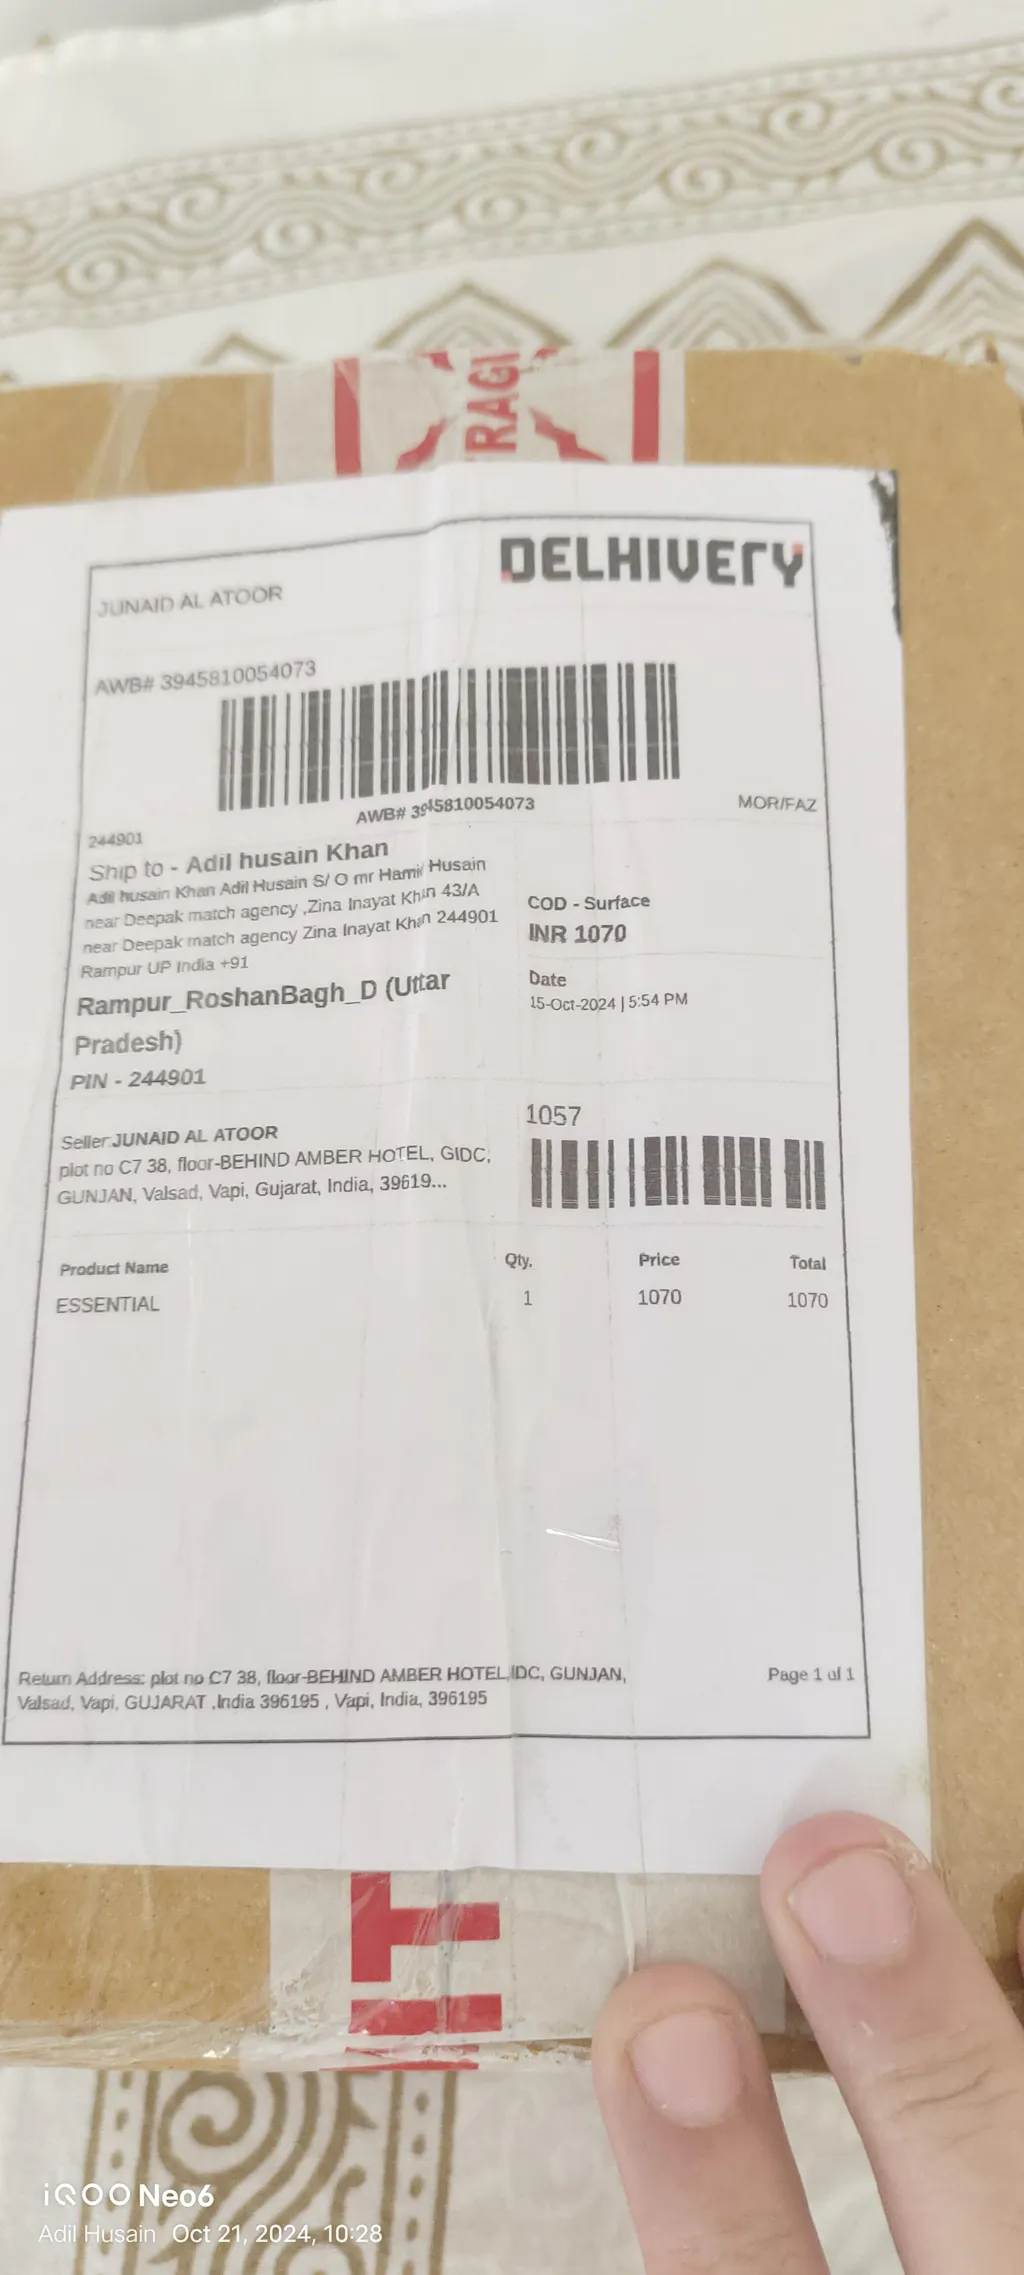 RAGI
DELHIVERY
JUNAID AL ATOOR
AWB# 3945810054073
AWB# 3945810054073
MOR/FAZ
244901
Ship to - Adil husain Khan
Adil husain Khan Adil Husain S/ O mr Hamid Husain
near Deepak match agency ,Zina Inayat Khan 43/A
near Deepak match agency Zina Inayat Khan 244901
Rampur UP India +91
Rampur_RoshanBagh_D (Uttar
Pradesh)
PIN - 244901
COD - Surface
INR 1070
Date
15-Oct-2024 | 5:54 PM
Seller:JUNAID AL ATOOR
plot no C7 38, floor-BEHIND AMBER HOTEL, GIDC,
GUNJAN, Valsad, Vapi, Gujarat, India, 39619...
1057
Product Name Qty. Price Total
ESSENTIAL 1 1070 1070
Return Address: plot no C7 38, floor-BEHIND AMBER HOTEL, IDC, GUNJAN,
Valsad, Vapi, GUJARAT ,India 396195 , Vapi, India, 396195
Page 1 of 1
iQOO Neo6
Adil Husain Oct 21, 2024, 10:28